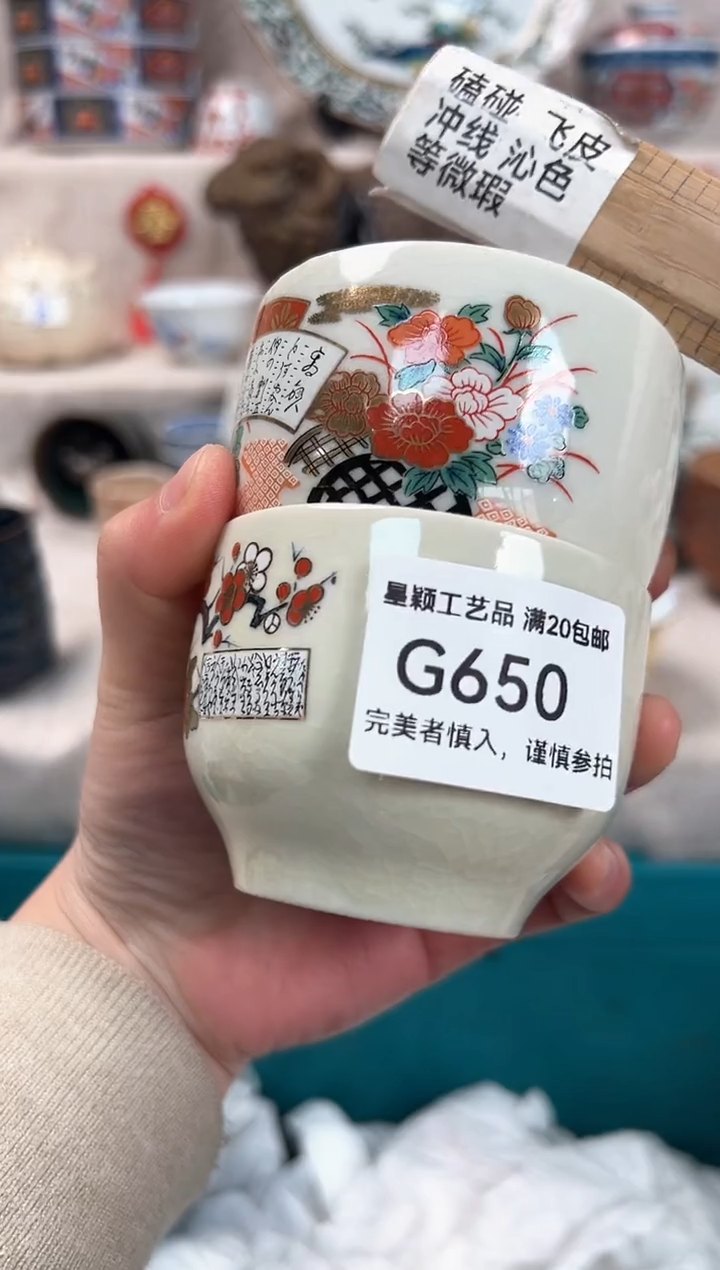 磕碰 飞皮
冲线 沁色
等微瑕
量颖工艺品 满20包邮
G650
完美者慎入，谨慎参拍